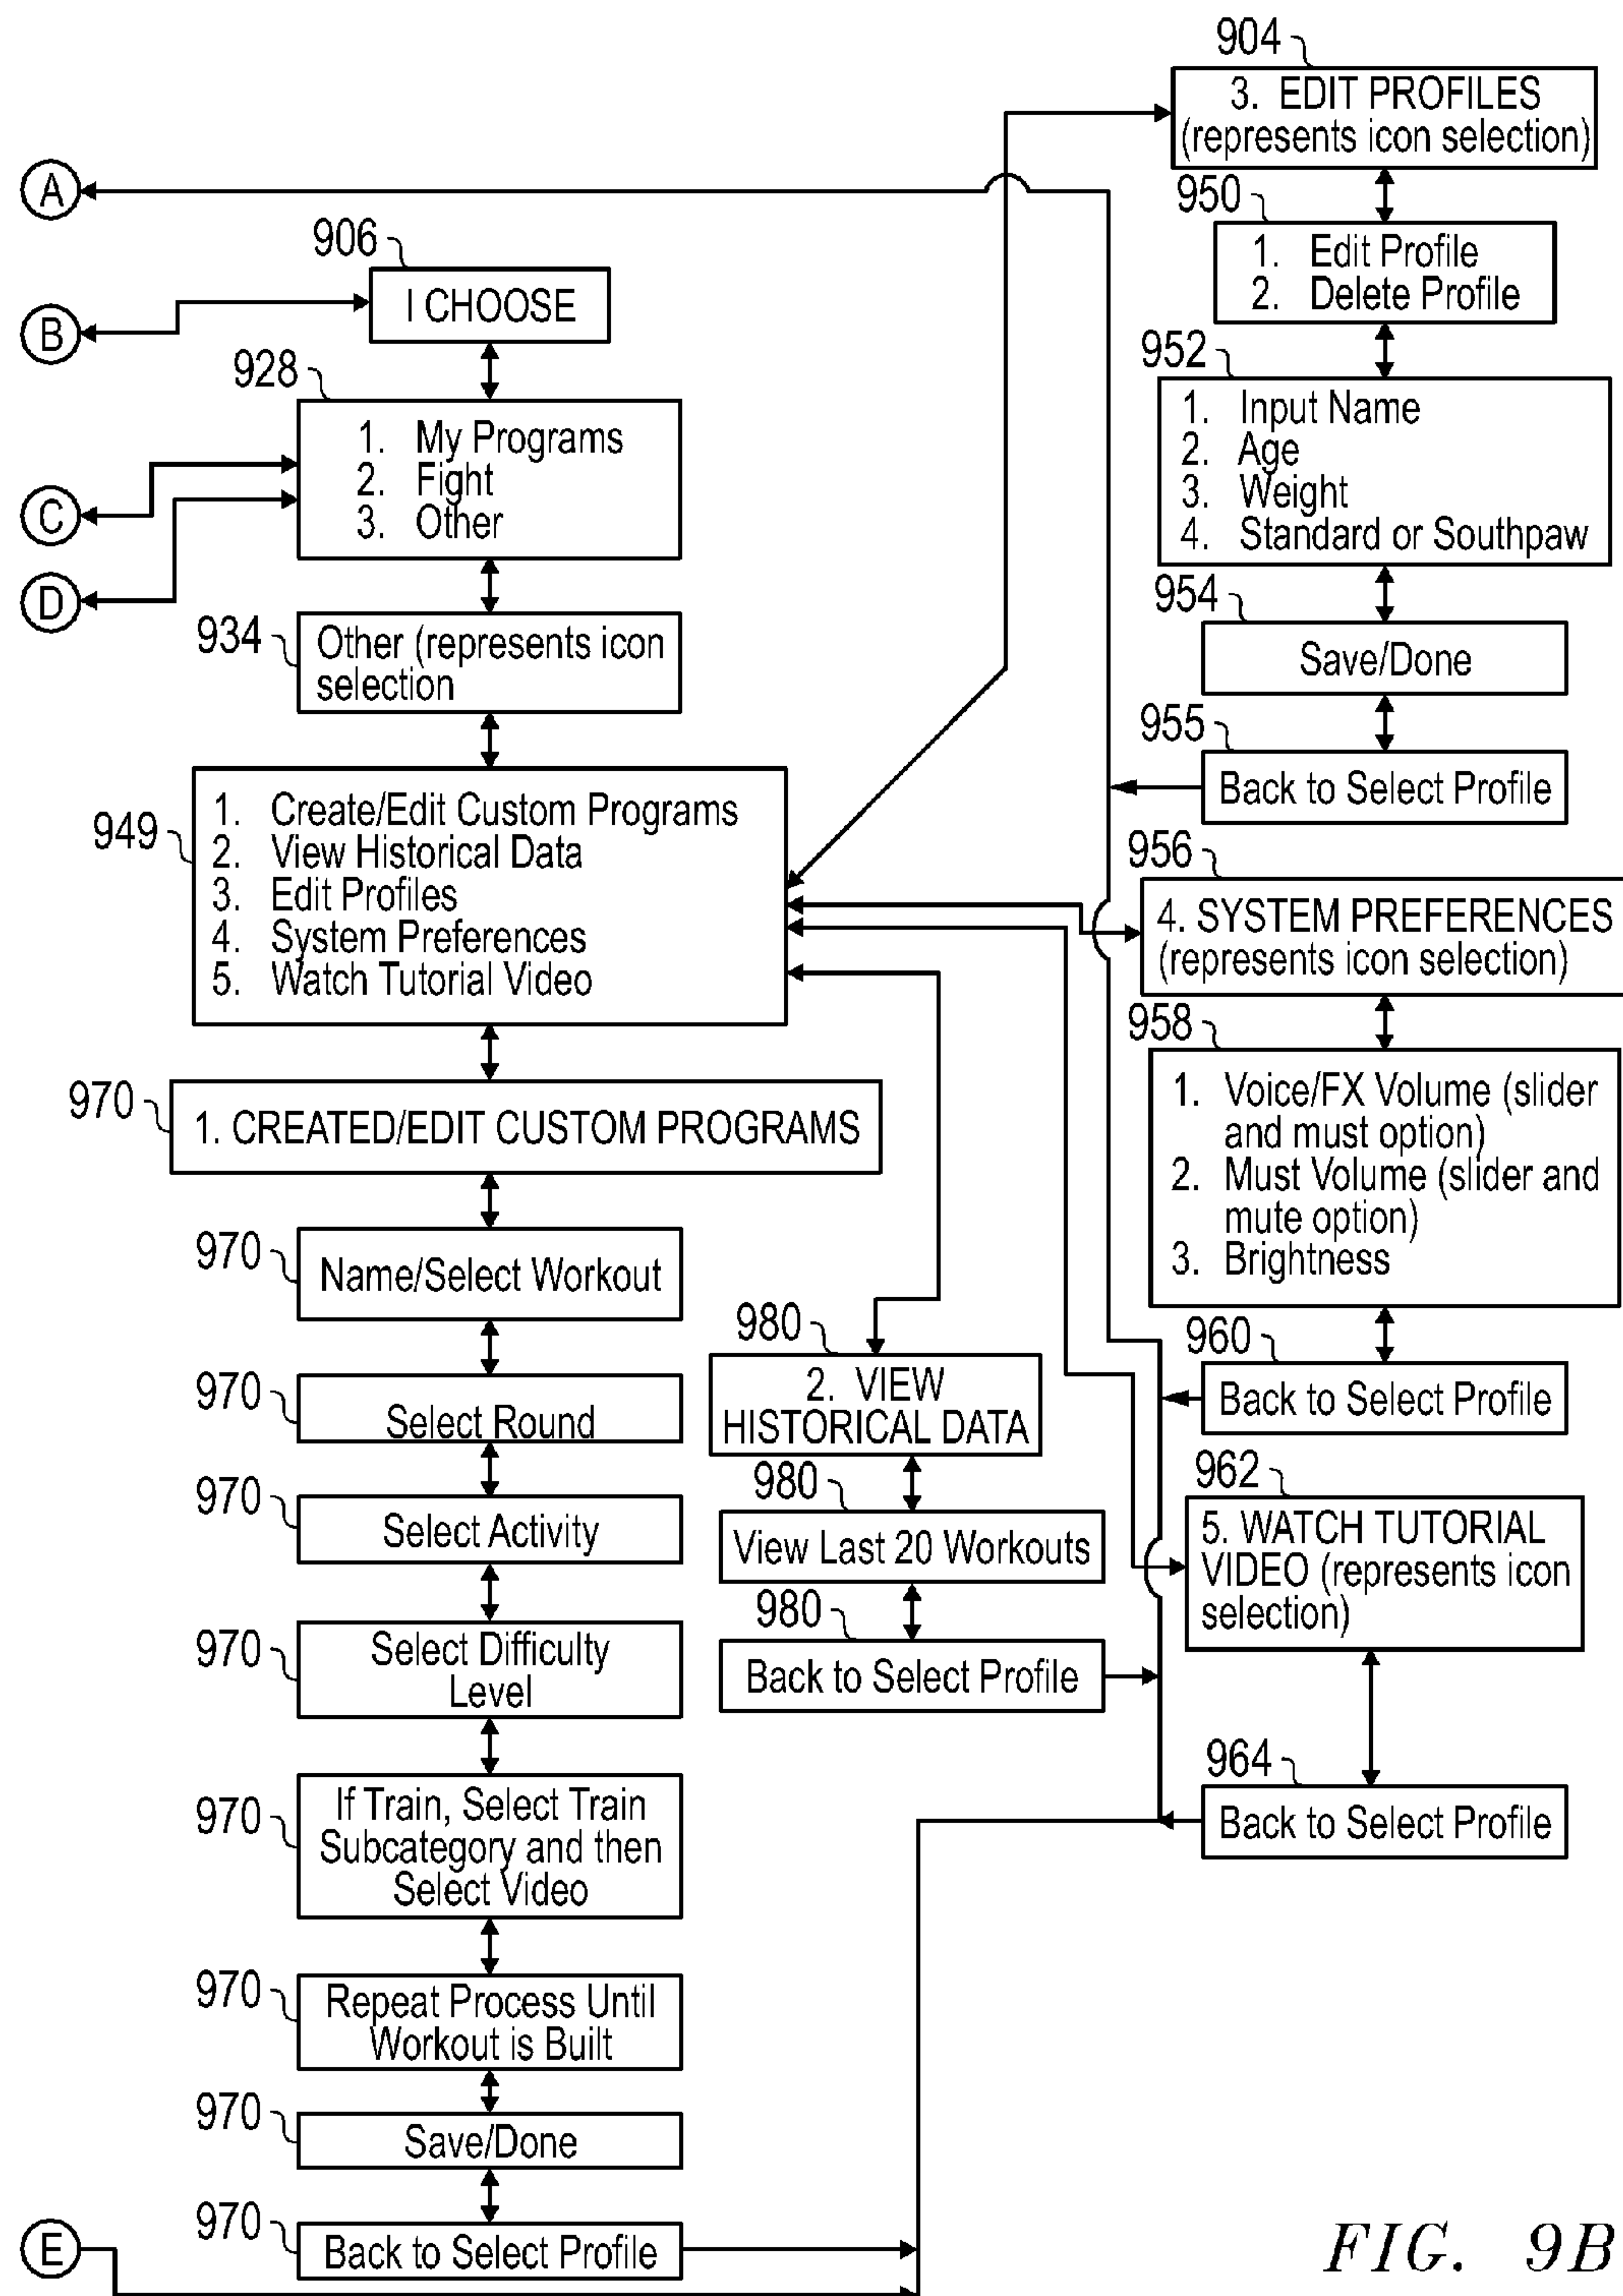 A
B
C
D
906
I CHOOSE
928
1. My Programs
2. Fight
3. Other
934
Other (represents icon
selection
949
1. Create/Edit Custom Programs
2. View Historical Data
3. Edit Profiles
4. System Preferences
5. Watch Tutorial Video
970
1. CREATED/EDIT CUSTOM PROGRAMS
970
Name/Select Workout
970
Select Round
970
Select Activity
970
Select Difficulty
Level
970
If Train, Select Train
Subcategory and then
Select Video
970
Repeat Process Until
Workout is Built
970
Save/Done
970
Back to Select Profile
E
980
2. VIEW
HISTORICAL DATA
980
View Last 20 Workouts
980
Back to Select Profile
904
3. EDIT PROFILES
(represents icon selection)
950
1. Edit Profile
2. Delete Profile
952
1. Input Name
2. Age
3. Weight
4. Standard or Southpaw
954
Save/Done
955
Back to Select Profile
956
4. SYSTEM PREFERENCES
(represents icon selection)
958
1. Voice/FX Volume (slider
and must option)
2. Must Volume (slider and
mute option)
3. Brightness
960
Back to Select Profile
962
5. WATCH TUTORIAL
VIDEO (represents icon
selection)
964
Back to Select Profile
FIG. 9B